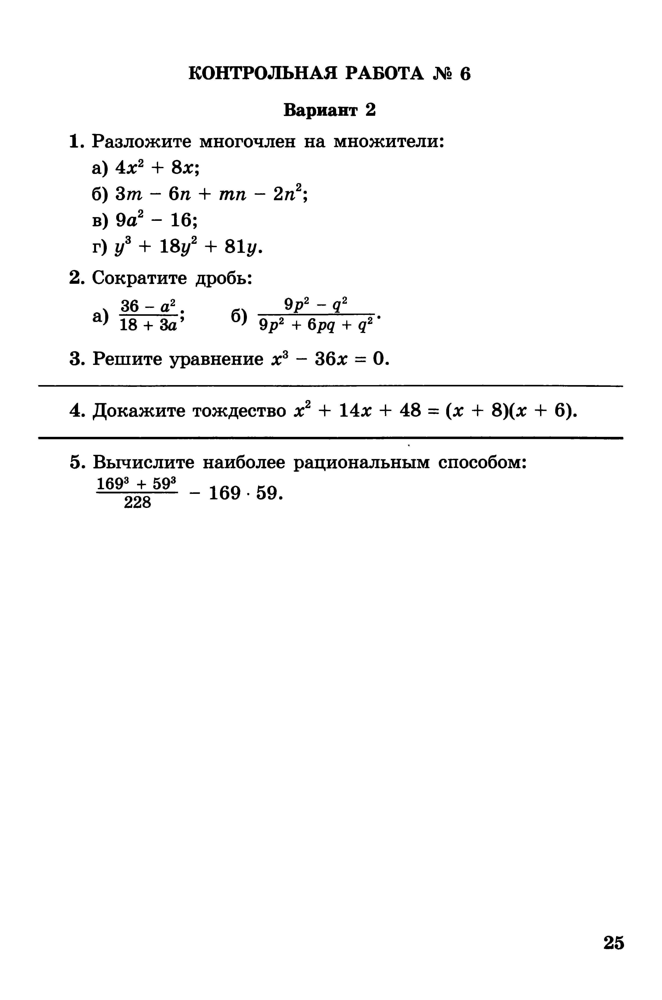 КОНТРОЛЬНАЯ РАБОТА № 6
Вариант 2
1. Разложите многочлен на множители:
а) 4x² + 8x;
б) 3m − 6n + mn − 2n²;
в) 9a² − 16;
г) y³ + 18y² + 81y.
2. Сократите дробь:
а) (36 − a²)/(18 + 3a); б) (9p² − q²)/(9p² + 6pq + q²).
3. Решите уравнение x³ − 36x = 0.
4. Докажите тождество x² + 14x + 48 = (x + 8)(x + 6).
5. Вычислите наиболее рациональным способом:
(169³ + 59³)/228 − 169 · 59.
25